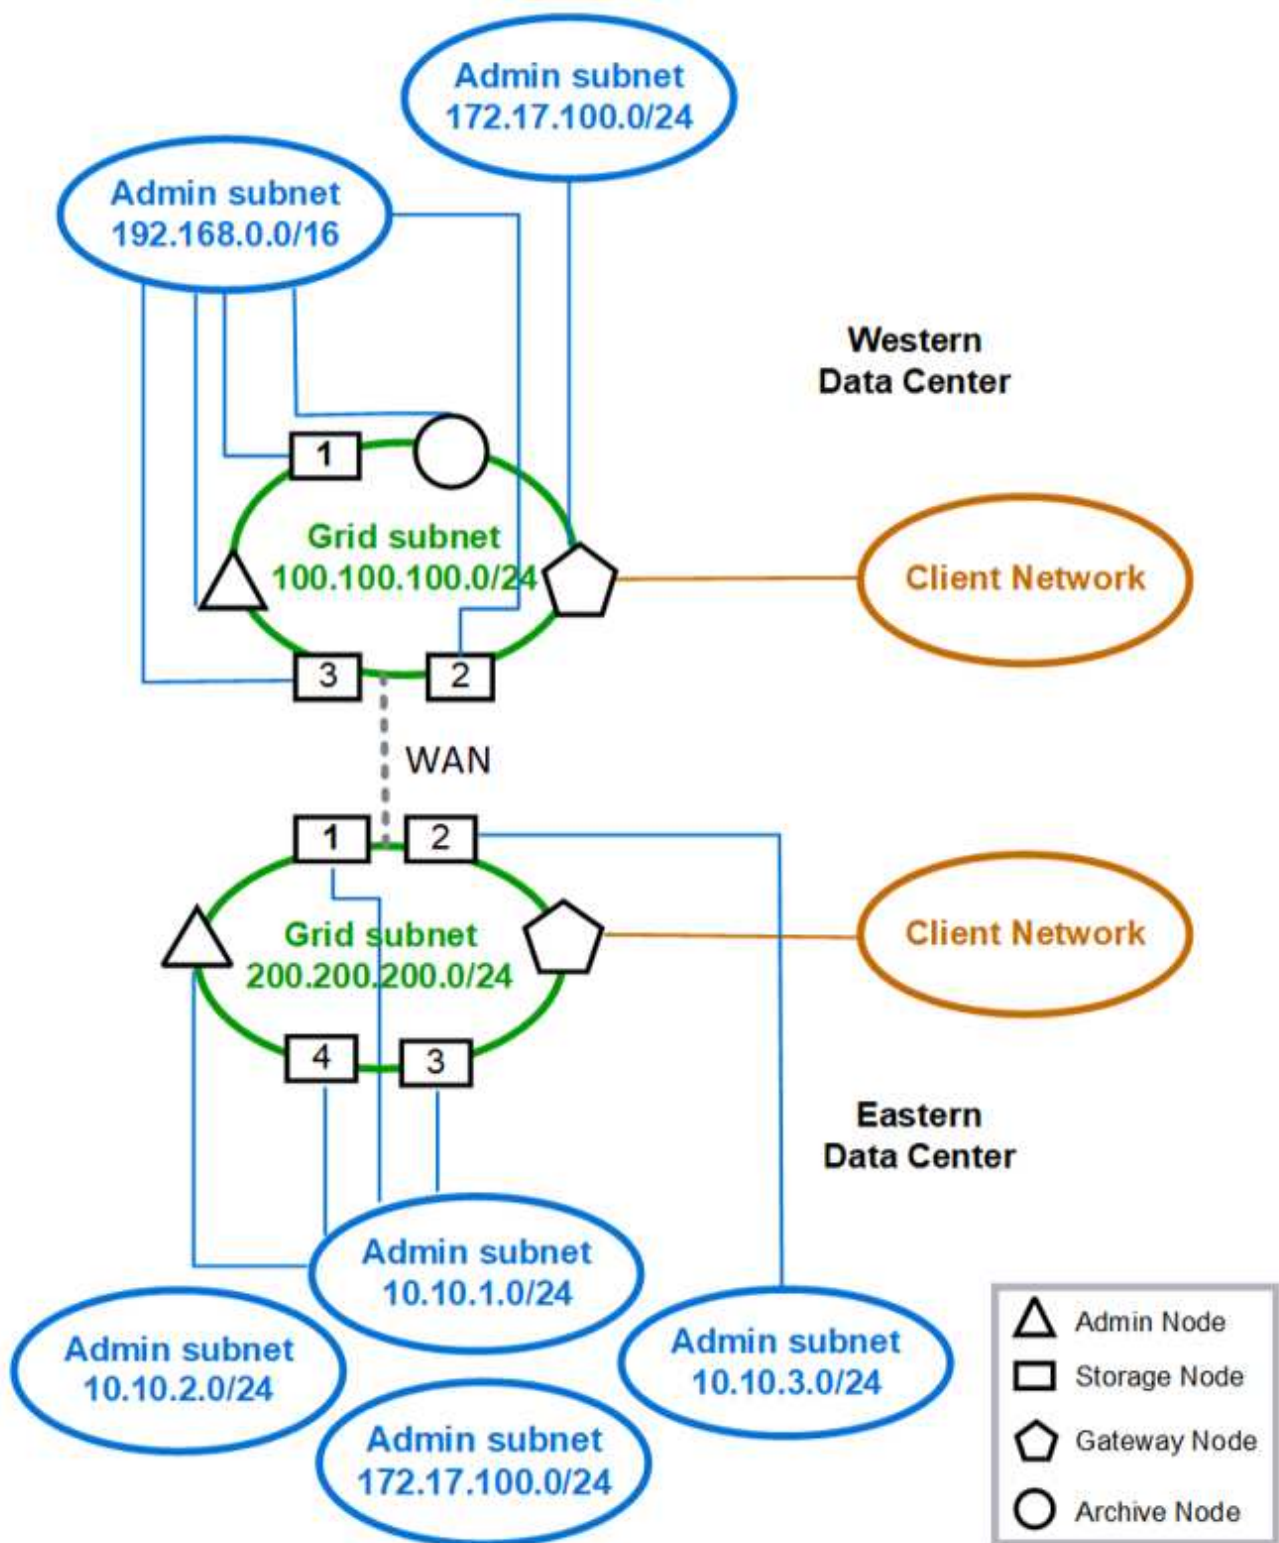 Admin subnet
172.17.100.0/24
Admin subnet
192.168.0.0/16
Western
Data Center
1
Grid subnet
100.100.100.0/24
Client Network
3
2
WAN
1
2
Grid subnet
200.200.200.0/24
Client Network
4
3
Eastern
Data Center
Admin subnet
10.10.1.0/24
Admin subnet
10.10.2.0/24
Admin subnet
10.10.3.0/24
Admin subnet
172.17.100.0/24
Admin Node
Storage Node
Gateway Node
Archive Node